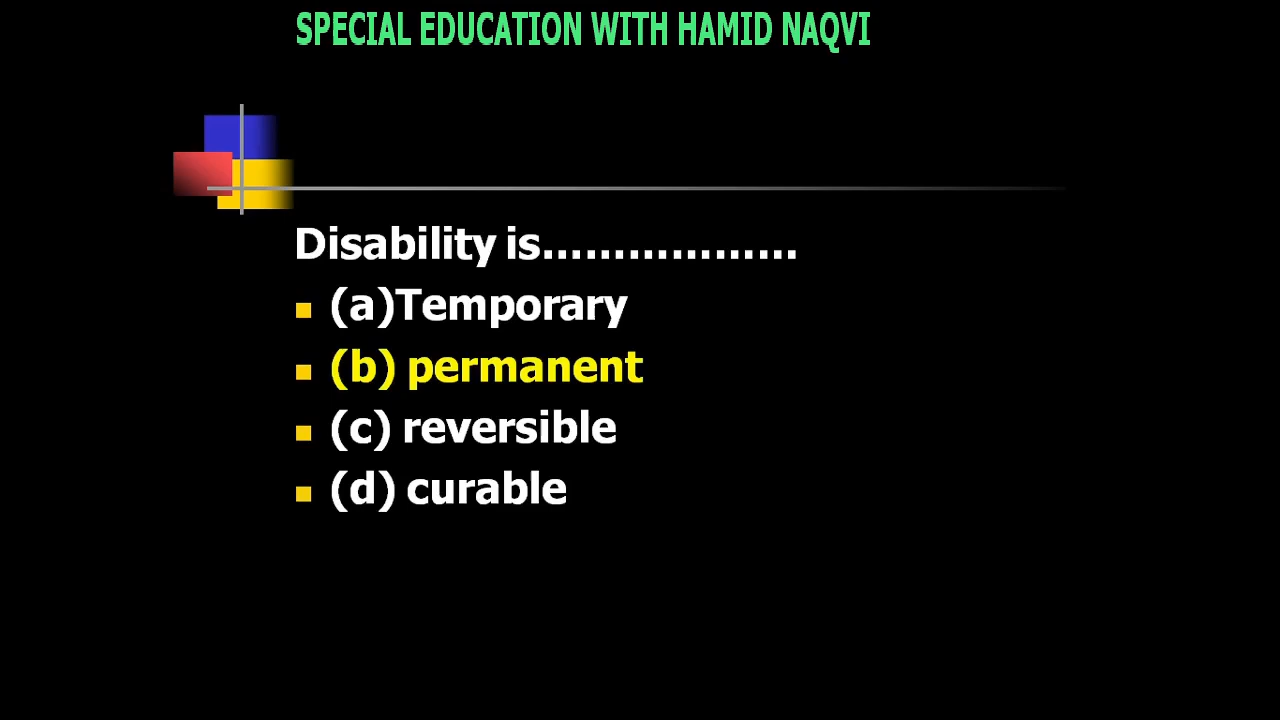 SPECIAL EDUCATION WITH HAMID NAQVI
Disability is………………
(a)Temporary
(b) permanent
(c) reversible
(d) curable